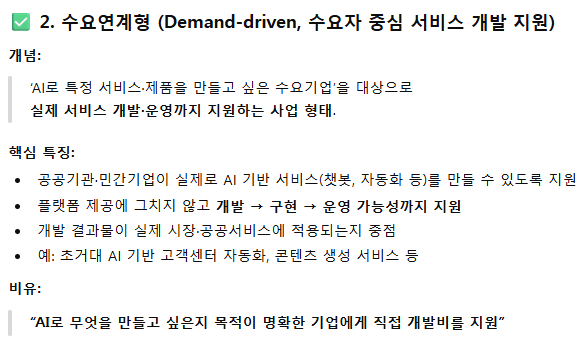 ✅ 2. 수요연계형 (Demand-driven, 수요자 중심 서비스 개발 지원)
개념:
‘AI로 특정 서비스·제품을 만들고 싶은 수요기업’을 대상으로
실제 서비스 개발·운영까지 지원하는 사업 형태.
핵심 특징:
• 공공기관·민간기업이 실제로 AI 기반 서비스(챗봇, 자동화 등)를 만들 수 있도록 지원
• 플랫폼 제공에 그치지 않고 개발 → 구현 → 운영 가능성까지 지원
• 개발 결과물이 실제 시장·공공서비스에 적용되는지 중점
• 예: 초거대 AI 기반 고객센터 자동화, 콘텐츠 생성 서비스 등
비유:
“AI로 무엇을 만들고 싶은지 목적이 명확한 기업에게 직접 개발비를 지원”